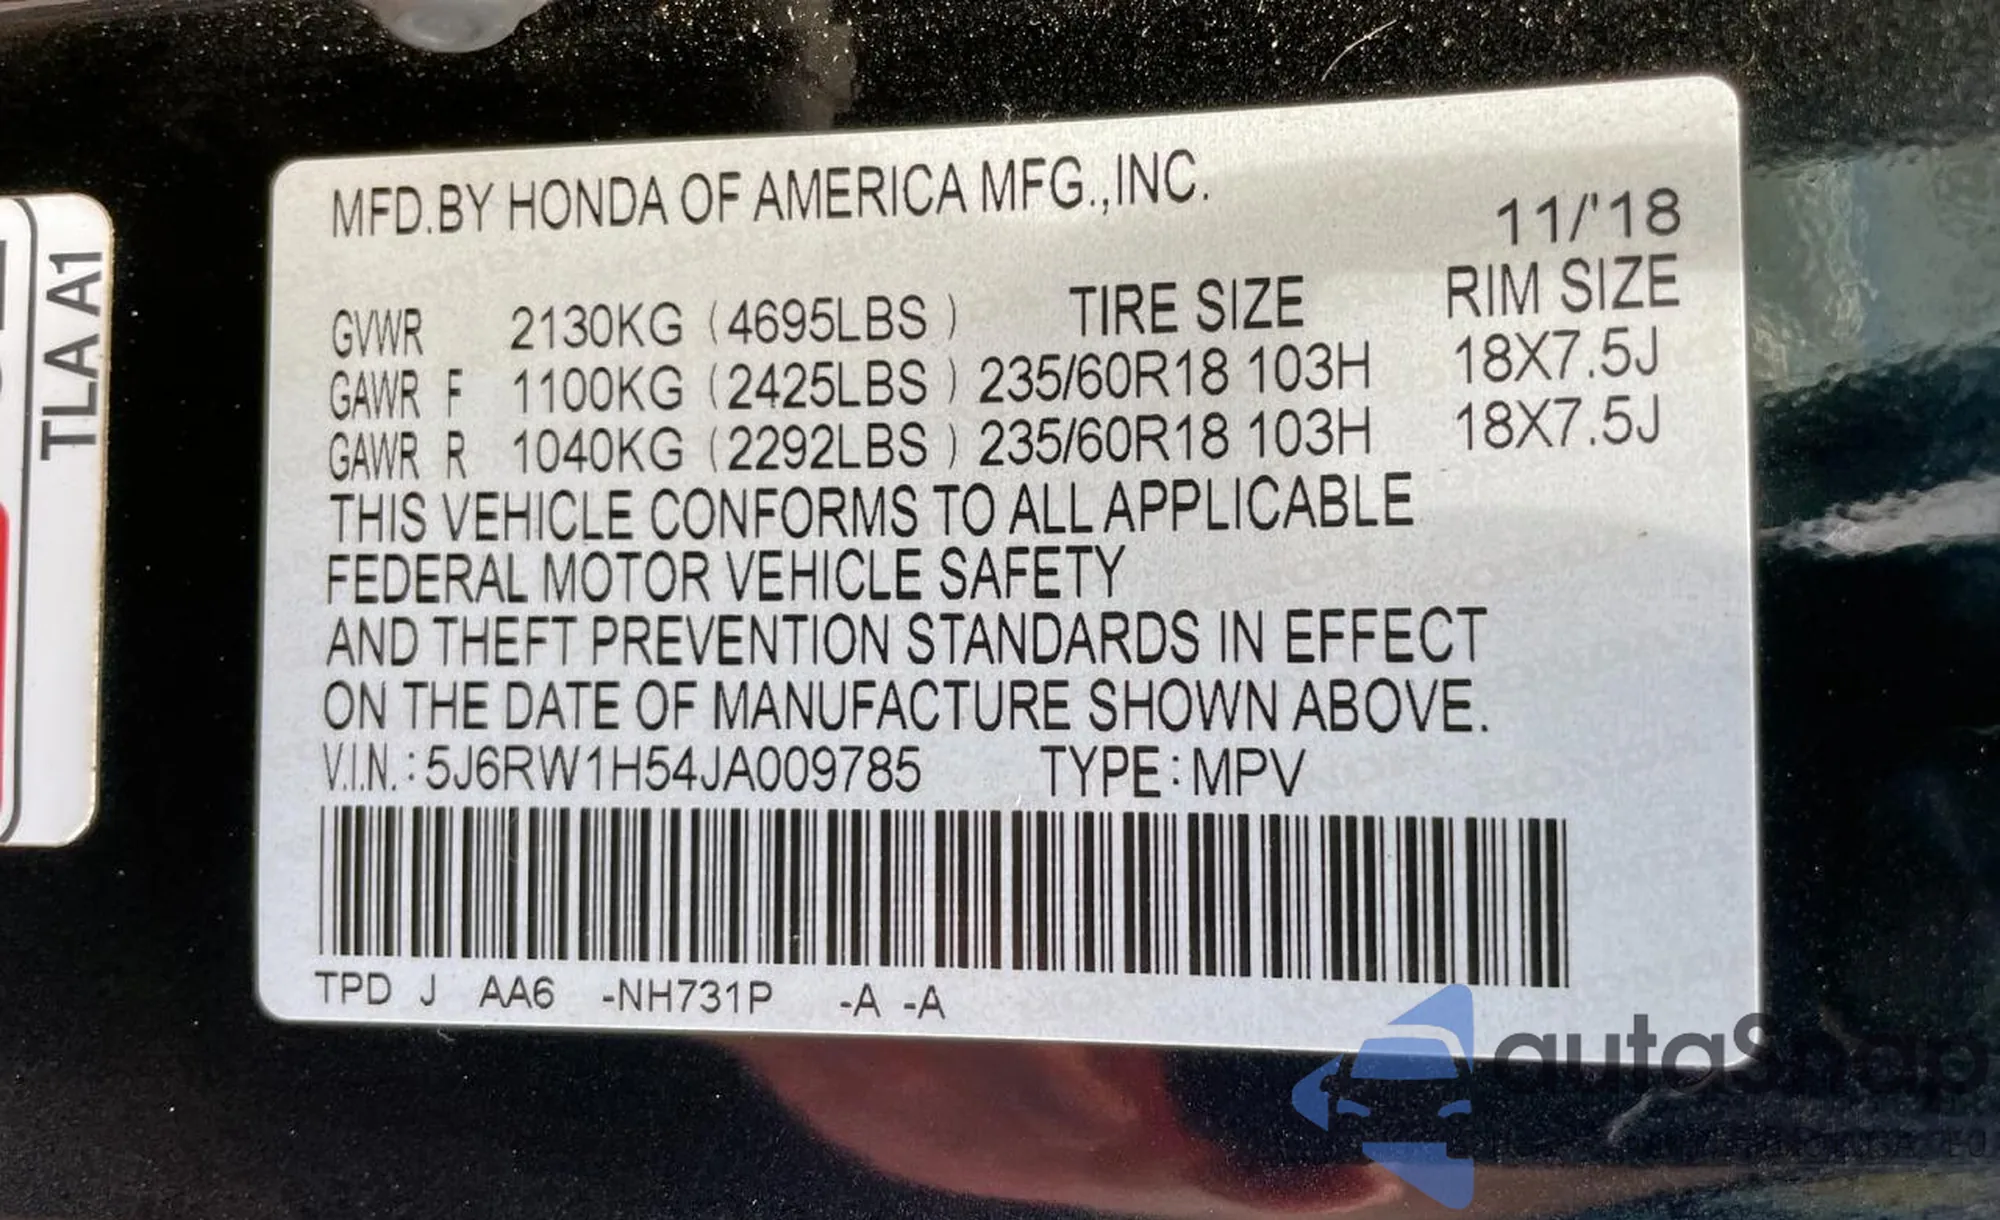 MFD.BY HONDA OF AMERICA MFG.,INC.
11/'18
GVWR 2130KG (4695LBS ) TIRE SIZE RIM SIZE
GAWR F 1100KG (2425LBS ) 235/60R18 103H 18X7.5J
GAWR R 1040KG (2292LBS ) 235/60R18 103H 18X7.5J
THIS VEHICLE CONFORMS TO ALL APPLICABLE
FEDERAL MOTOR VEHICLE SAFETY
AND THEFT PREVENTION STANDARDS IN EFFECT
ON THE DATE OF MANUFACTURE SHOWN ABOVE.
V.I.N.:5J6RW1H54JA009785 TYPE:MPV
TPD J AA6 -NH731P -A -A
TLA A1
autaSnap